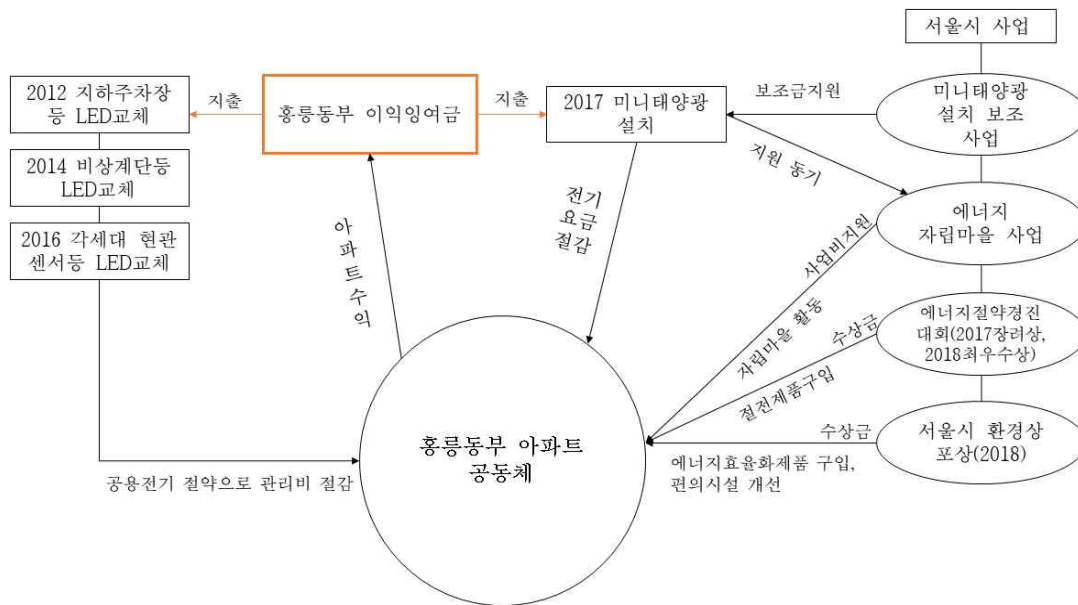 서울시 사업
2012 지하주차장
등 LED교체
지출
홍릉동부 이익잉여금
지출
2017 미니태양광
설치
보조금지원
미니태양광
설치 보조
사업
지원 동기
2014 비상계단등
LED교체
전기
요금
절감
에너지
자립마을 사업
2016 각세대 현관
센서등 LED교체
아파트수익
사업비지원
자립마을 활동
에너지절약경진
대회(2017장려상,
2018최우수상)
수상금
절전제품구입
홍릉동부 아파트
공동체
수상금
서울시 환경상
포상(2018)
에너지효율화제품 구입,
편의시설 개선
공용전기 절약으로 관리비 절감